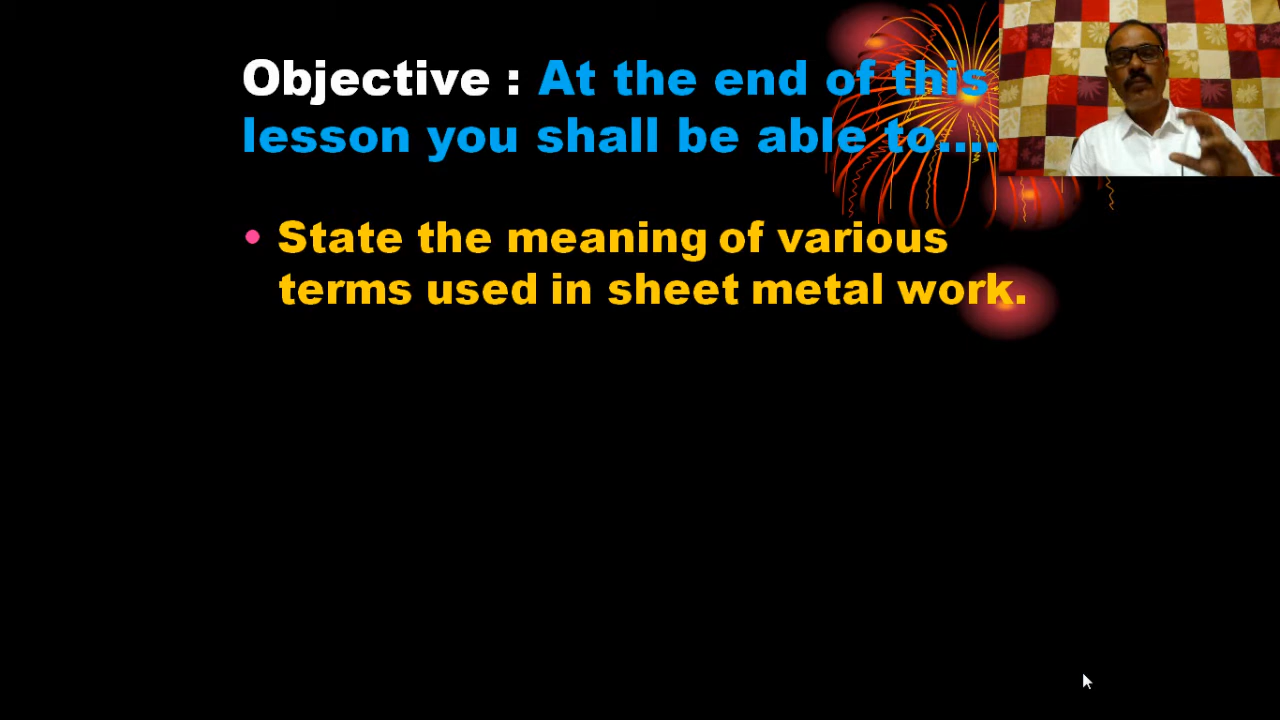 Objective : At the end of this
lesson you shall be able to....
• State the meaning of various
terms used in sheet metal work.